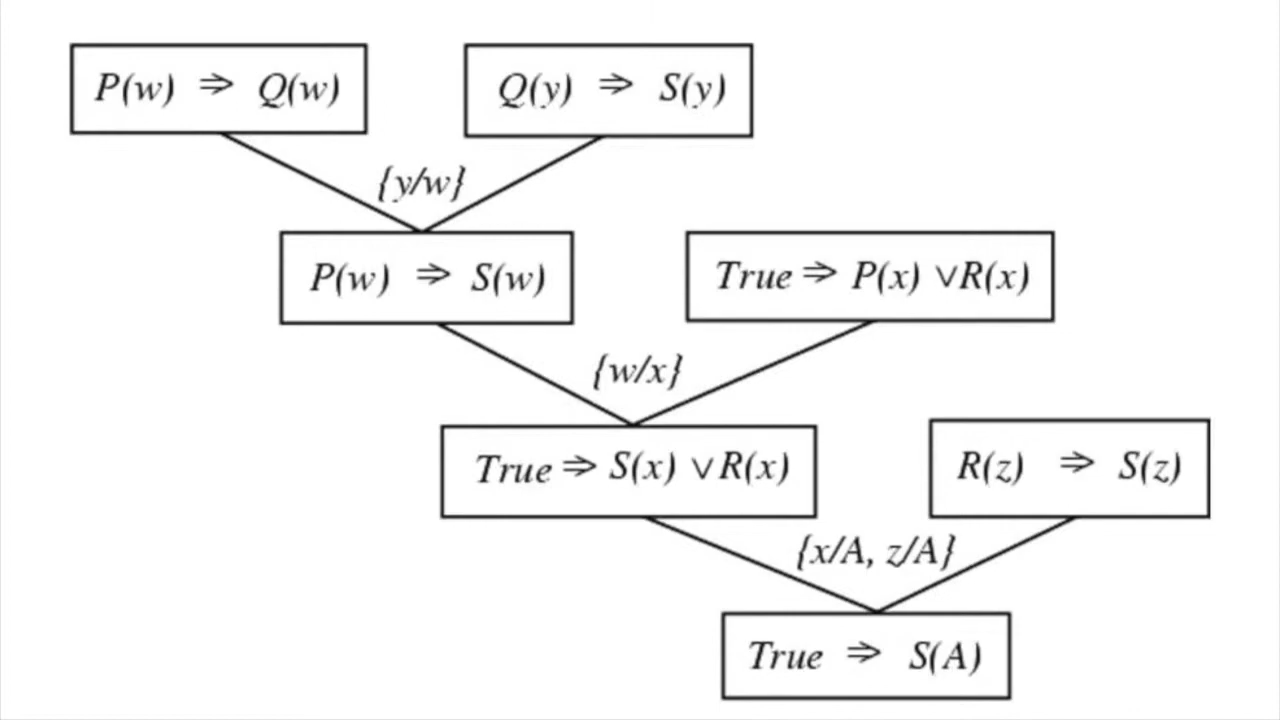 P(w) ⇒ Q(w)
Q(y) ⇒ S(y)
{y/w}
P(w) ⇒ S(w)
True ⇒ P(x) ∨R(x)
{w/x}
True ⇒ S(x) ∨R(x)
R(z) ⇒ S(z)
{x/A, z/A}
True ⇒ S(A)